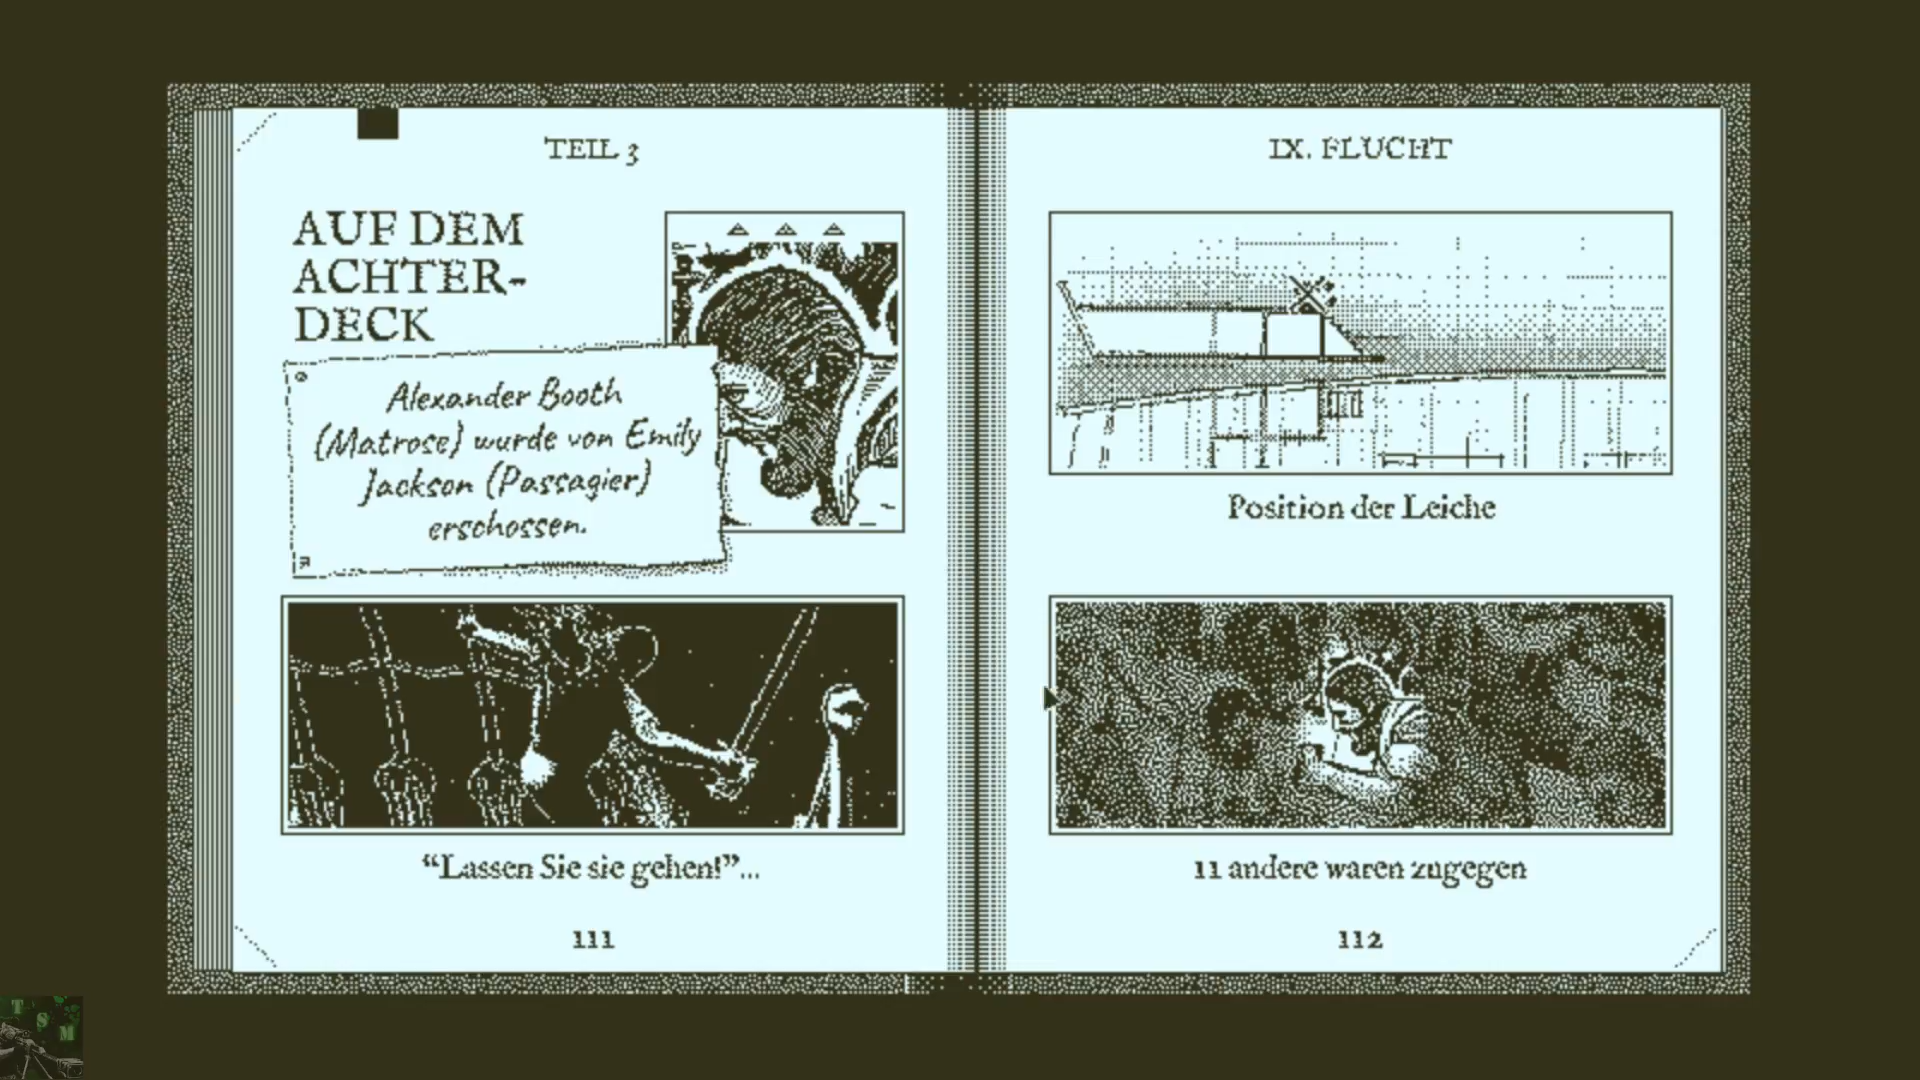 TEIL 3
AUF DEM
ACHTER-
DECK
Alexander Booth
(Matrose) wurde von Emily
Jackson (Passagier)
erschossen.
“Lassen Sie sie gehen!”...
111
IX. FLUCHT
Position der Leiche
11 andere waren zugegen
112
T
S
M